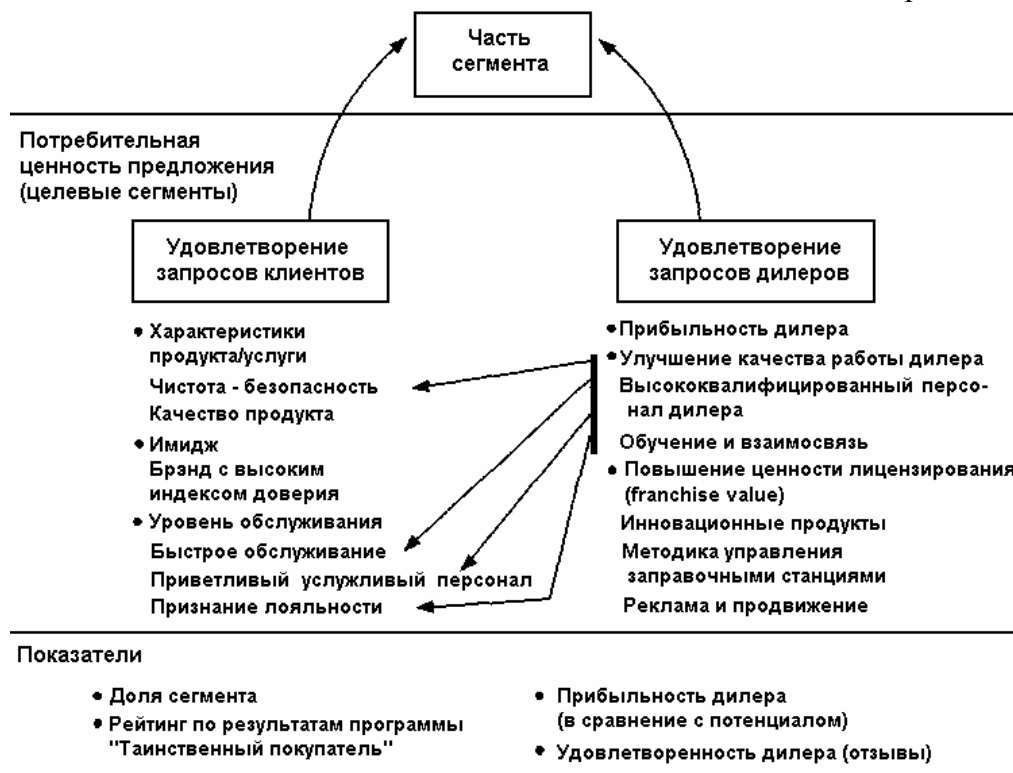 Часть
сегмента
Потребительная
ценность предложения
(целевые сегменты)
Удовлетворение
запросов клиентов
Удовлетворение
запросов дилеров
• Характеристики
продукта/услуги
Чистота - безопасность
Качество продукта
• Имидж
Брэнд с высоким
индексом доверия
• Уровень обслуживания
Быстрое обслуживание
Приветливый услужливый персонал
Признание лояльности
• Прибыльность дилера
• Улучшение качества работы дилера
Высококвалифицированный персо-
нал дилера
Обучение и взаимосвязь
• Повышение ценности лицензирования
(franchise value)
Инновационные продукты
Методика управления
заправочными станциями
Реклама и продвижение
Показатели
• Доля сегмента
• Рейтинг по результатам программы
"Таинственный покупатель"
• Прибыльность дилера
(в сравнение с потенциалом)
• Удовлетворенность дилера (отзывы)